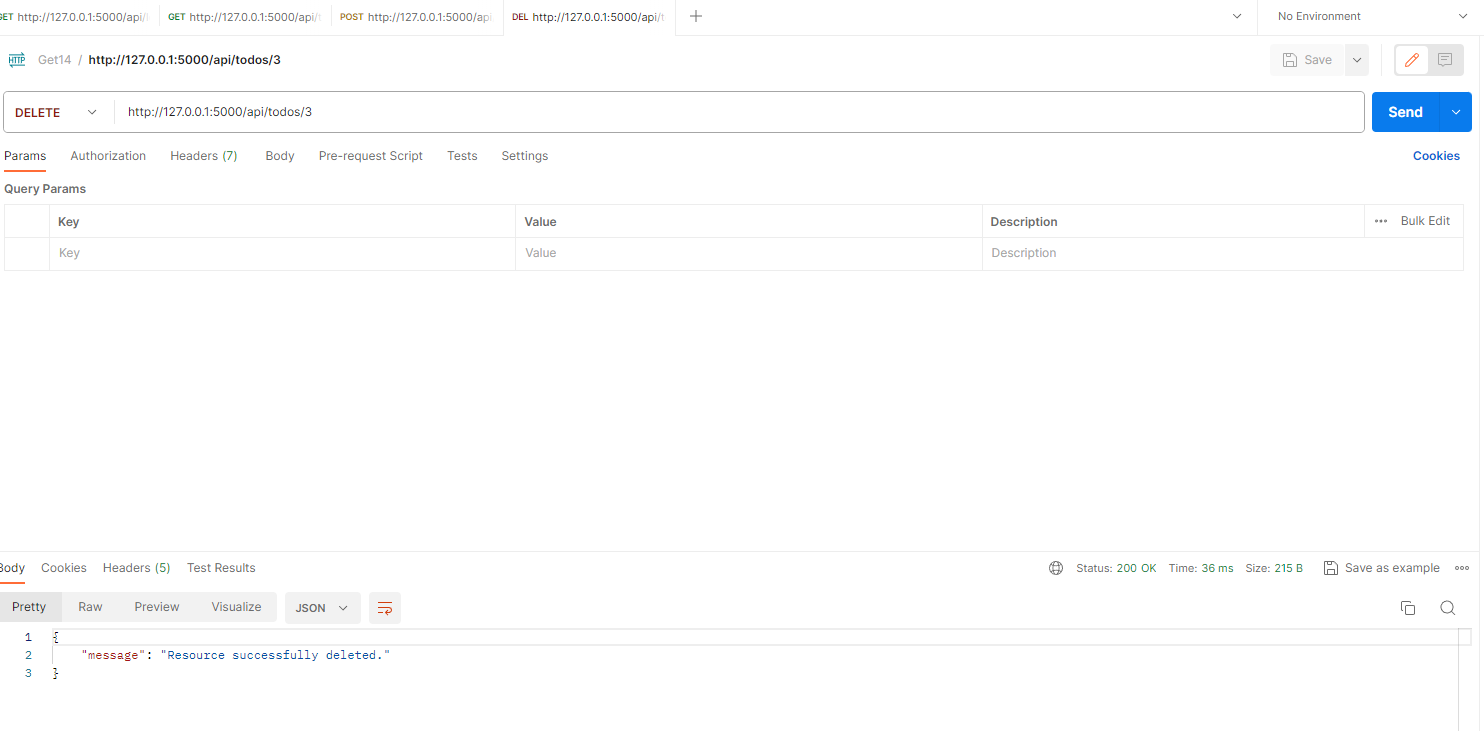 GET http://127.0.0.1:5000/api/ GET http://127.0.0.1:5000/api/t POST http://127.0.0.1:5000/api DEL http://127.0.0.1:5000/api/t No Environment
HTTP Get14 / http://127.0.0.1:5000/api/todos/3 Save
DELETE http://127.0.0.1:5000/api/todos/3 Send
Params Authorization Headers (7) Body Pre-request Script Tests Settings Cookies
Query Params
Key Value Description Bulk Edit
Key Value Description
Body Cookies Headers (5) Test Results Status: 200 OK Time: 36 ms Size: 215 B Save as example
Pretty Raw Preview Visualize JSON
1 {
2 "message": "Resource successfully deleted."
3 }